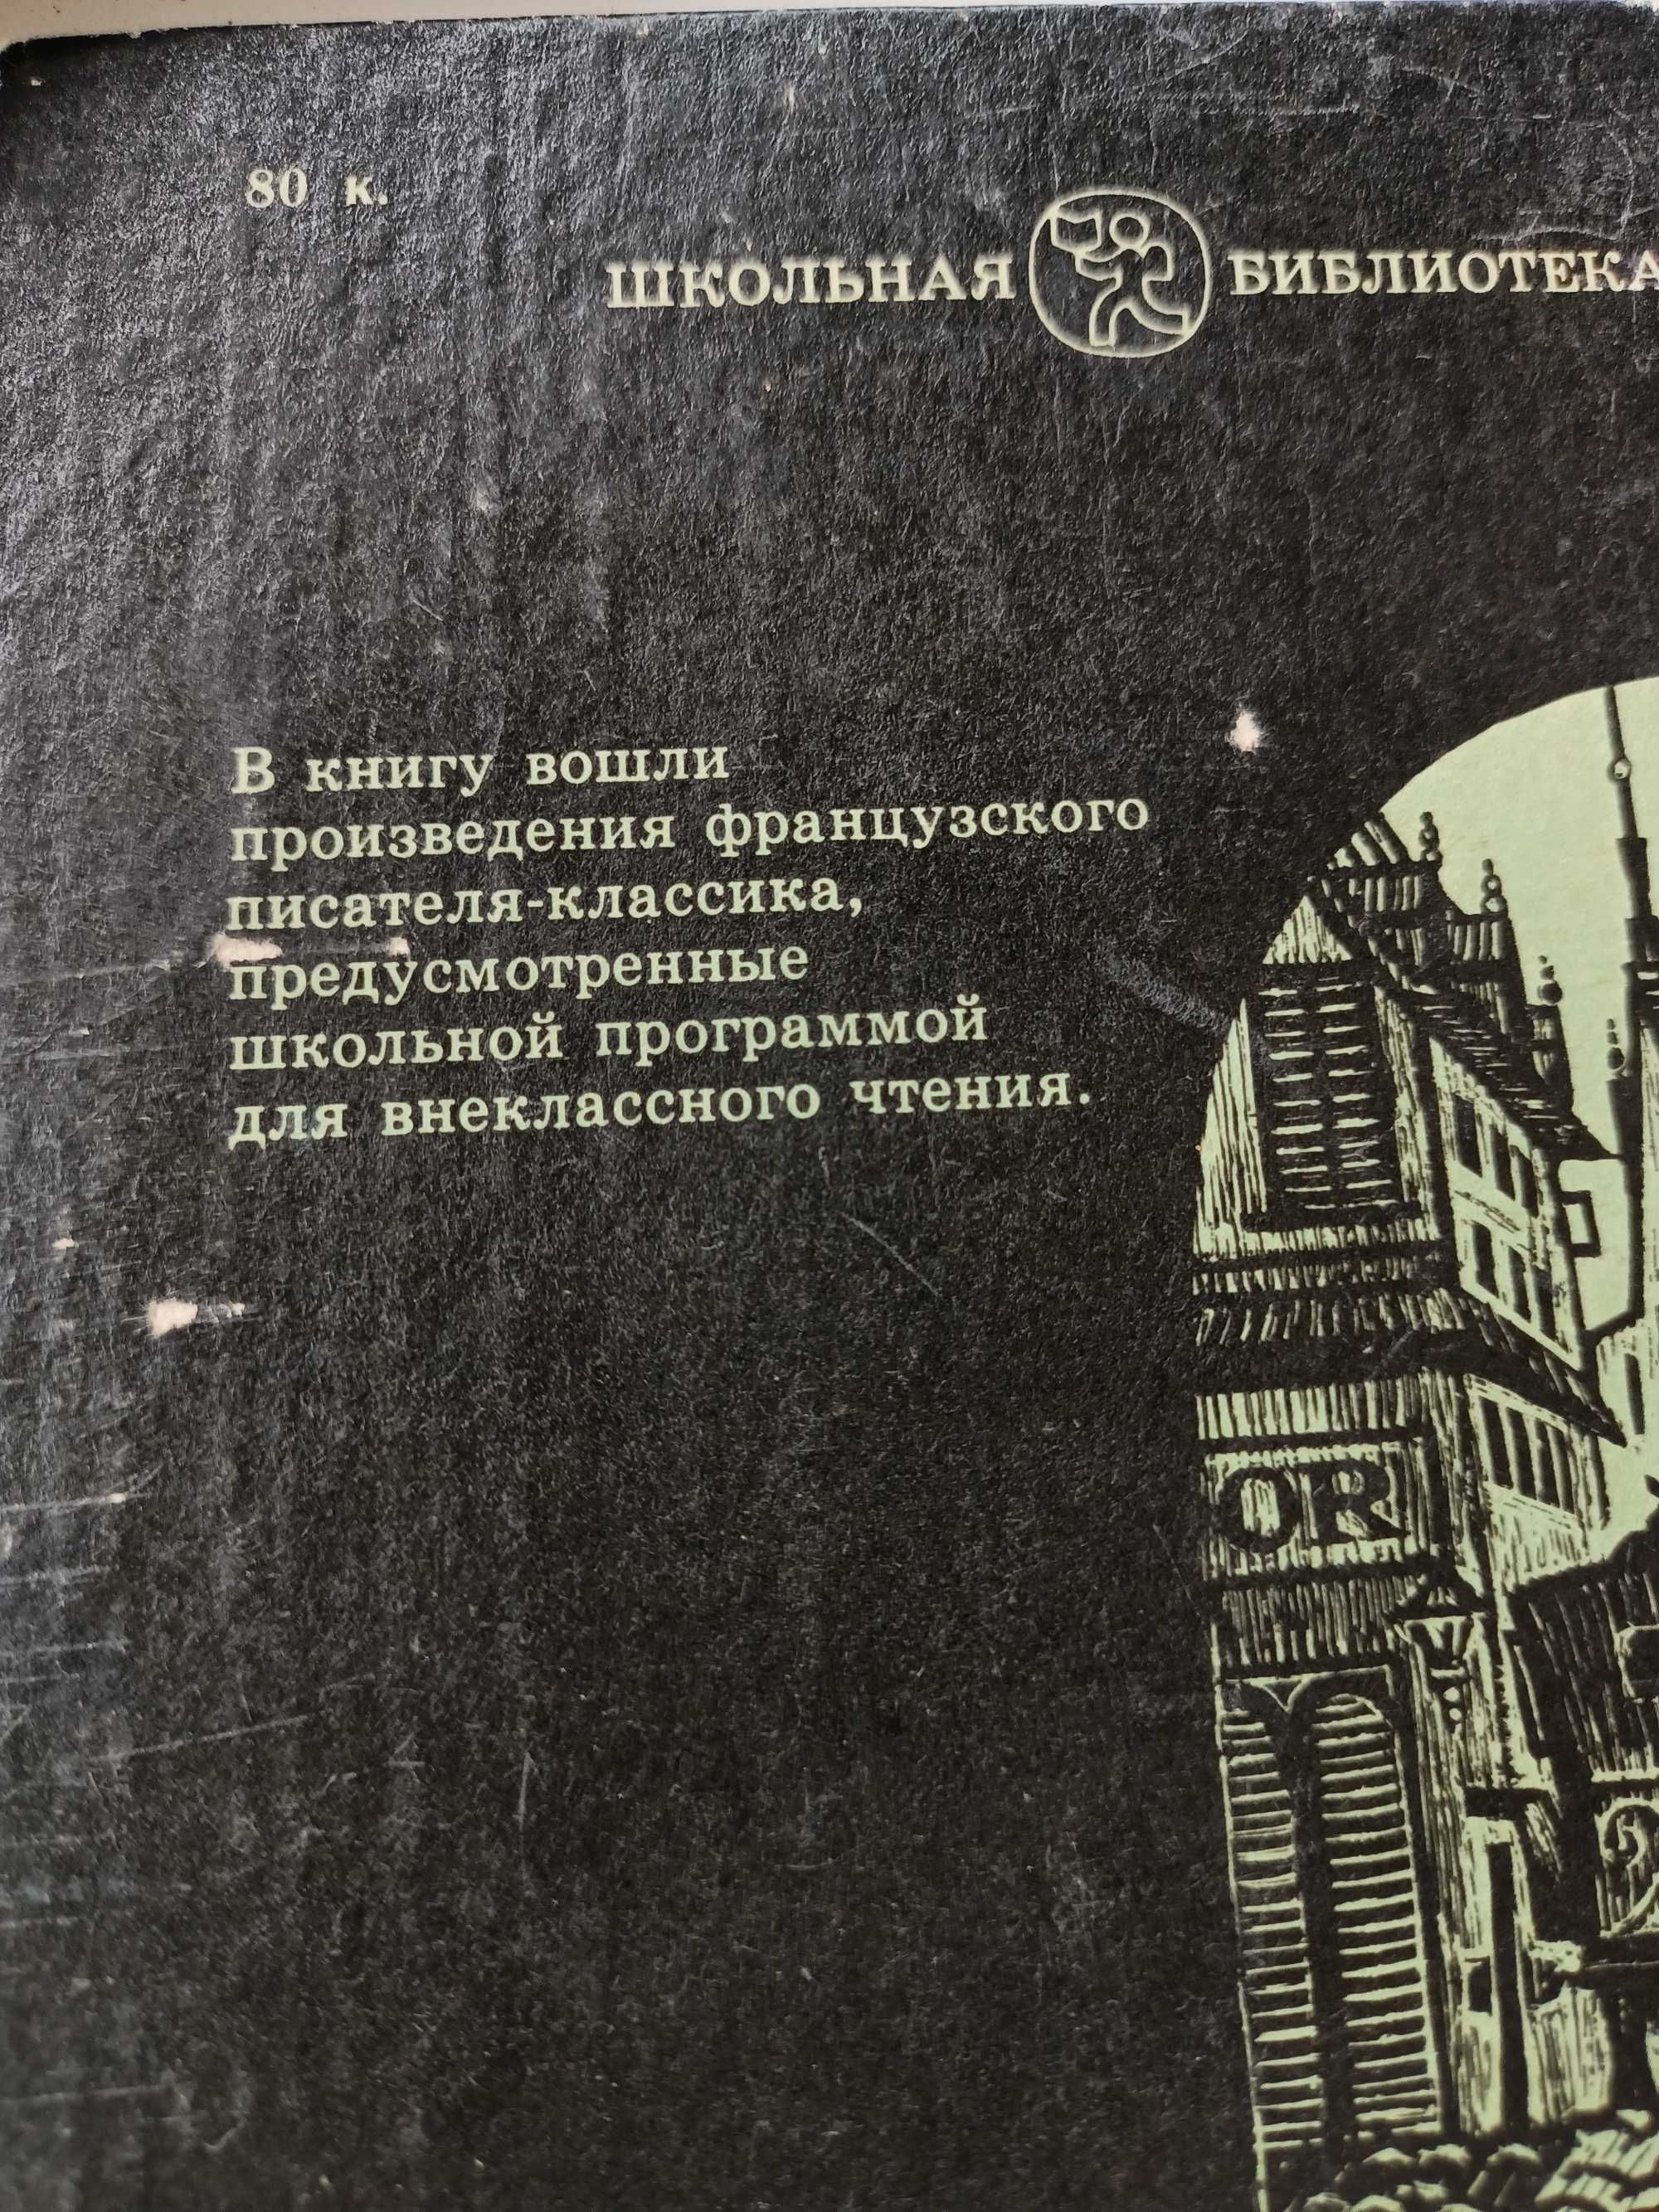 80 к.
ШКОЛЬНАЯ БИБЛИОТЕКА
В книгу вошли
произведения французского
писателя-классика,
предусмотренные
школьной программой
для внеклассного чтения.
OR